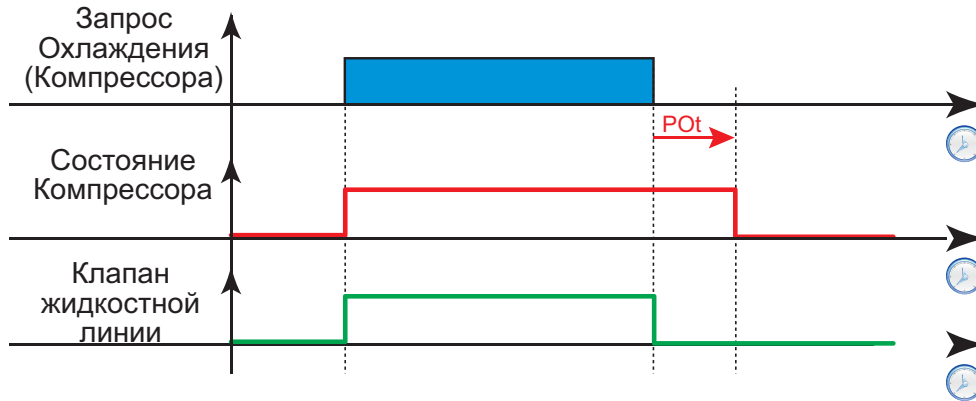 Запрос
Охлаждения
(Компрессора)
POt
Состояние
Компрессора
Клапан
жидкостной
линии